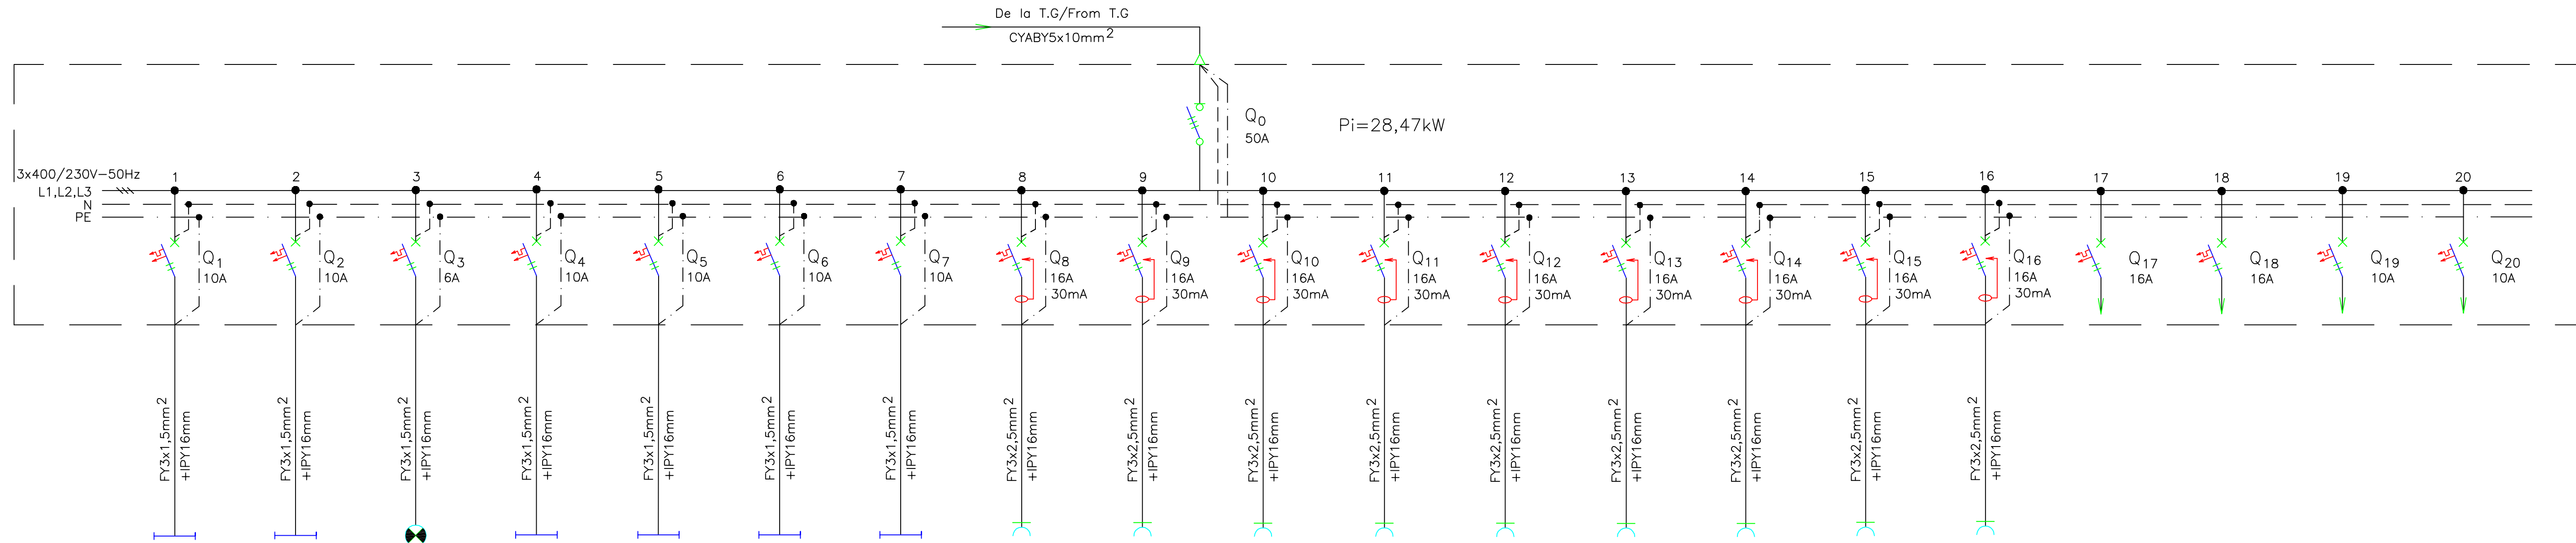 De la T.G/From T.G
CYABY5x10mm2
Q0
50A
Pi=28,47kW
3x400/230V-50Hz
L1,L2,L3
N
PE
1 2 3 4 5 6 7 8 9 10 11 12 13 14 15 16 17 18 19 20
Q1
10A
Q2
10A
Q3
6A
Q4
10A
Q5
10A
Q6
10A
Q7
10A
Q8
16A
30mA
Q9
16A
30mA
Q10
16A
30mA
Q11
16A
30mA
Q12
16A
30mA
Q13
16A
30mA
Q14
16A
30mA
Q15
16A
30mA
Q16
16A
30mA
Q17
16A
Q18
16A
Q19
10A
Q20
10A
FY3x1,5mm2
+IPY16mm
FY3x1,5mm2
+IPY16mm
FY3x1,5mm2
+IPY16mm
FY3x1,5mm2
+IPY16mm
FY3x1,5mm2
+IPY16mm
FY3x1,5mm2
+IPY16mm
FY3x1,5mm2
+IPY16mm
FY3x2,5mm2
+IPY16mm
FY3x2,5mm2
+IPY16mm
FY3x2,5mm2
+IPY16mm
FY3x2,5mm2
+IPY16mm
FY3x2,5mm2
+IPY16mm
FY3x2,5mm2
+IPY16mm
FY3x2,5mm2
+IPY16mm
FY3x2,5mm2
+IPY16mm
FY3x2,5mm2
+IPY16mm